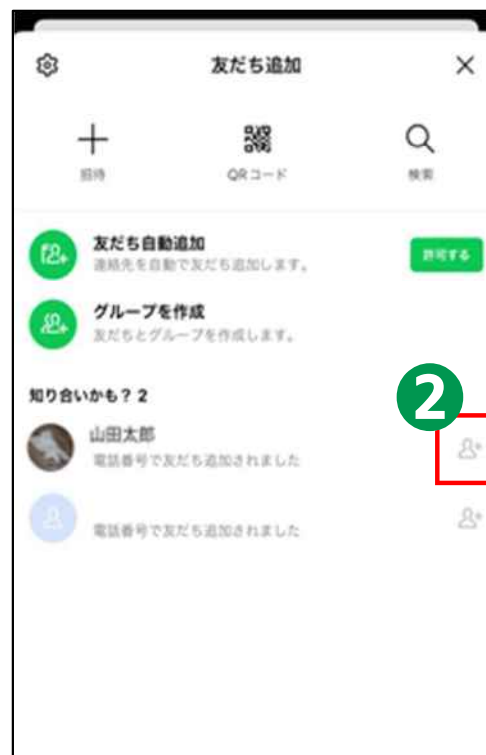 友だち追加
招待
QRコード
検索
友だち自動追加
連絡先を自動で友だち追加します。
許可する
グループを作成
友だちとグループを作成します。
知り合いかも？ 2
2
山田太郎
電話番号で友だち追加されました
電話番号で友だち追加されました